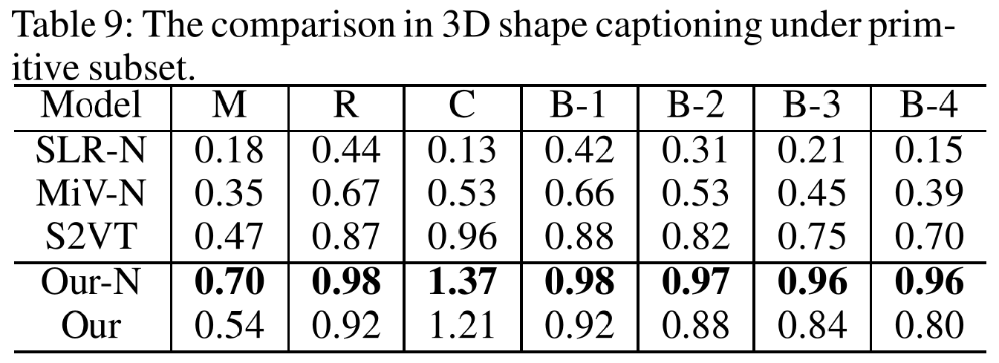 Table 9: The comparison in 3D shape captioning under prim-
itive subset.
Model M R C B-1 B-2 B-3 B-4
SLR-N 0.18 0.44 0.13 0.42 0.31 0.21 0.15
MiV-N 0.35 0.67 0.53 0.66 0.53 0.45 0.39
S2VT 0.47 0.87 0.96 0.88 0.82 0.75 0.70
Our-N 0.70 0.98 1.37 0.98 0.97 0.96 0.96
Our 0.54 0.92 1.21 0.92 0.88 0.84 0.80